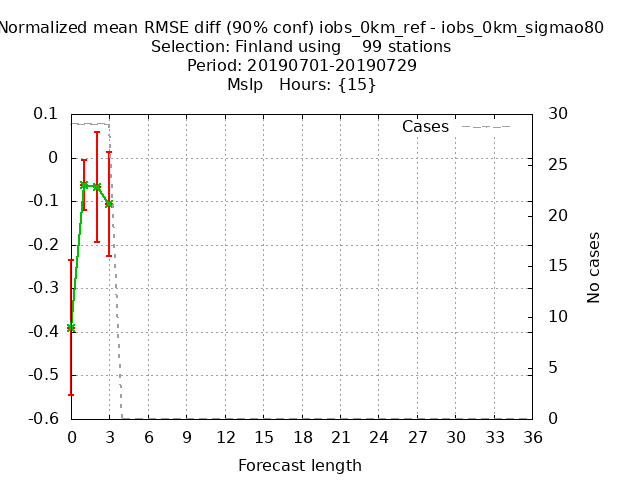 Normalized mean RMSE diff (90% conf) iobs_0km_ref - iobs_0km_sigmao80
Selection: Finland using    99 stations
Period: 20190701-20190729
Mslp   Hours: {15}
Cases
0.1
0
-0.1
-0.2
-0.3
-0.4
-0.5
-0.6
30
25
20
15
10
5
0
No cases
0 3 6 9 12 15 18 21 24 27 30 33 36
Forecast length